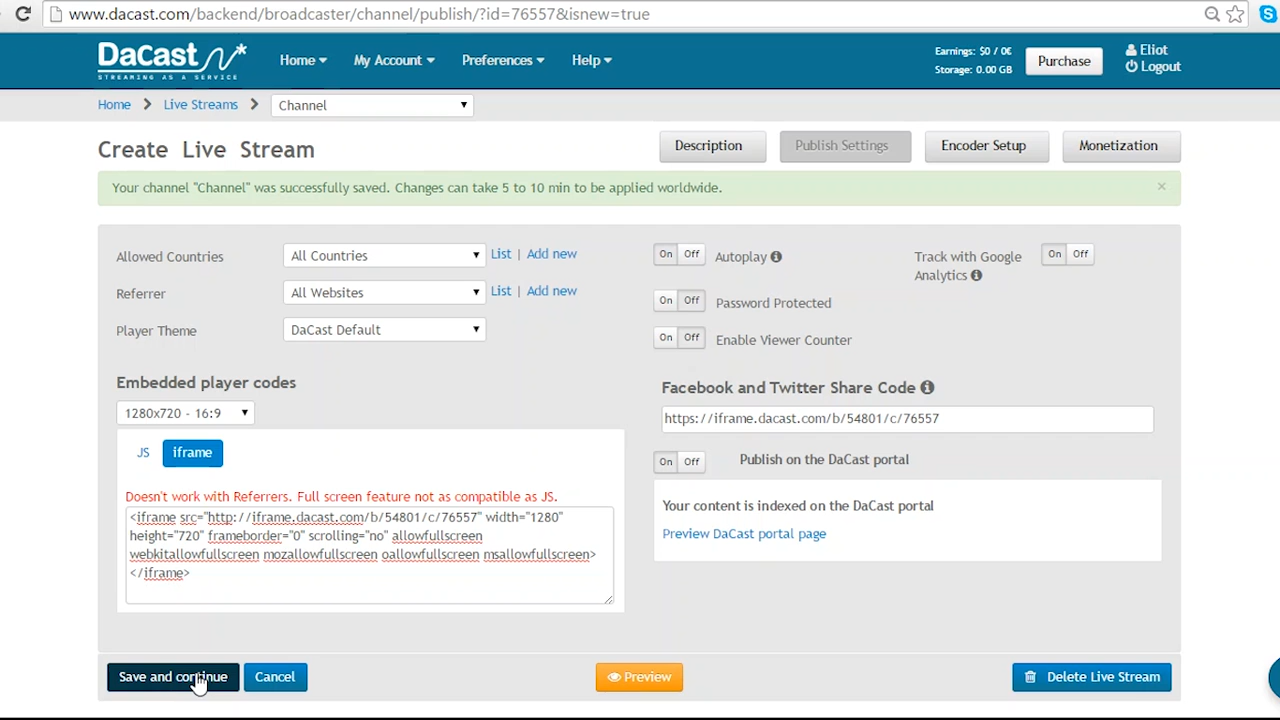 www.dacast.com/backend/broadcaster/channel/publish/?id=76557&isnew=true
DaCast
STREAMING AS A SERVICE
Home
My Account
Preferences
Help
Earnings: $0 / 0€
Storage: 0.00 GB
Purchase
Eliot
Logout
Home
Live Streams
Channel
Create Live Stream
Description
Publish Settings
Encoder Setup
Monetization
Your channel "Channel" was successfully saved. Changes can take 5 to 10 min to be applied worldwide.
×
Allowed Countries
All Countries
List | Add new
On Off
Autoplay
Track with Google
Analytics
On Off
Referrer
All Websites
List | Add new
On Off
Password Protected
Player Theme
DaCast Default
On Off
Enable Viewer Counter
Embedded player codes
1280x720 - 16:9
JS
iframe
Doesn't work with Referrers. Full screen feature not as compatible as JS.
<iframe src="http://iframe.dacast.com/b/54801/c/76557" width="1280"
height="720" frameborder="0" scrolling="no" allowfullscreen
webkitallowfullscreen mozallowfullscreen oallowfullscreen msallowfullscreen>
</iframe>
Facebook and Twitter Share Code
https://iframe.dacast.com/b/54801/c/76557
On Off
Publish on the DaCast portal
Your content is indexed on the DaCast portal
Preview DaCast portal page
Save and continue
Cancel
Preview
Delete Live Stream